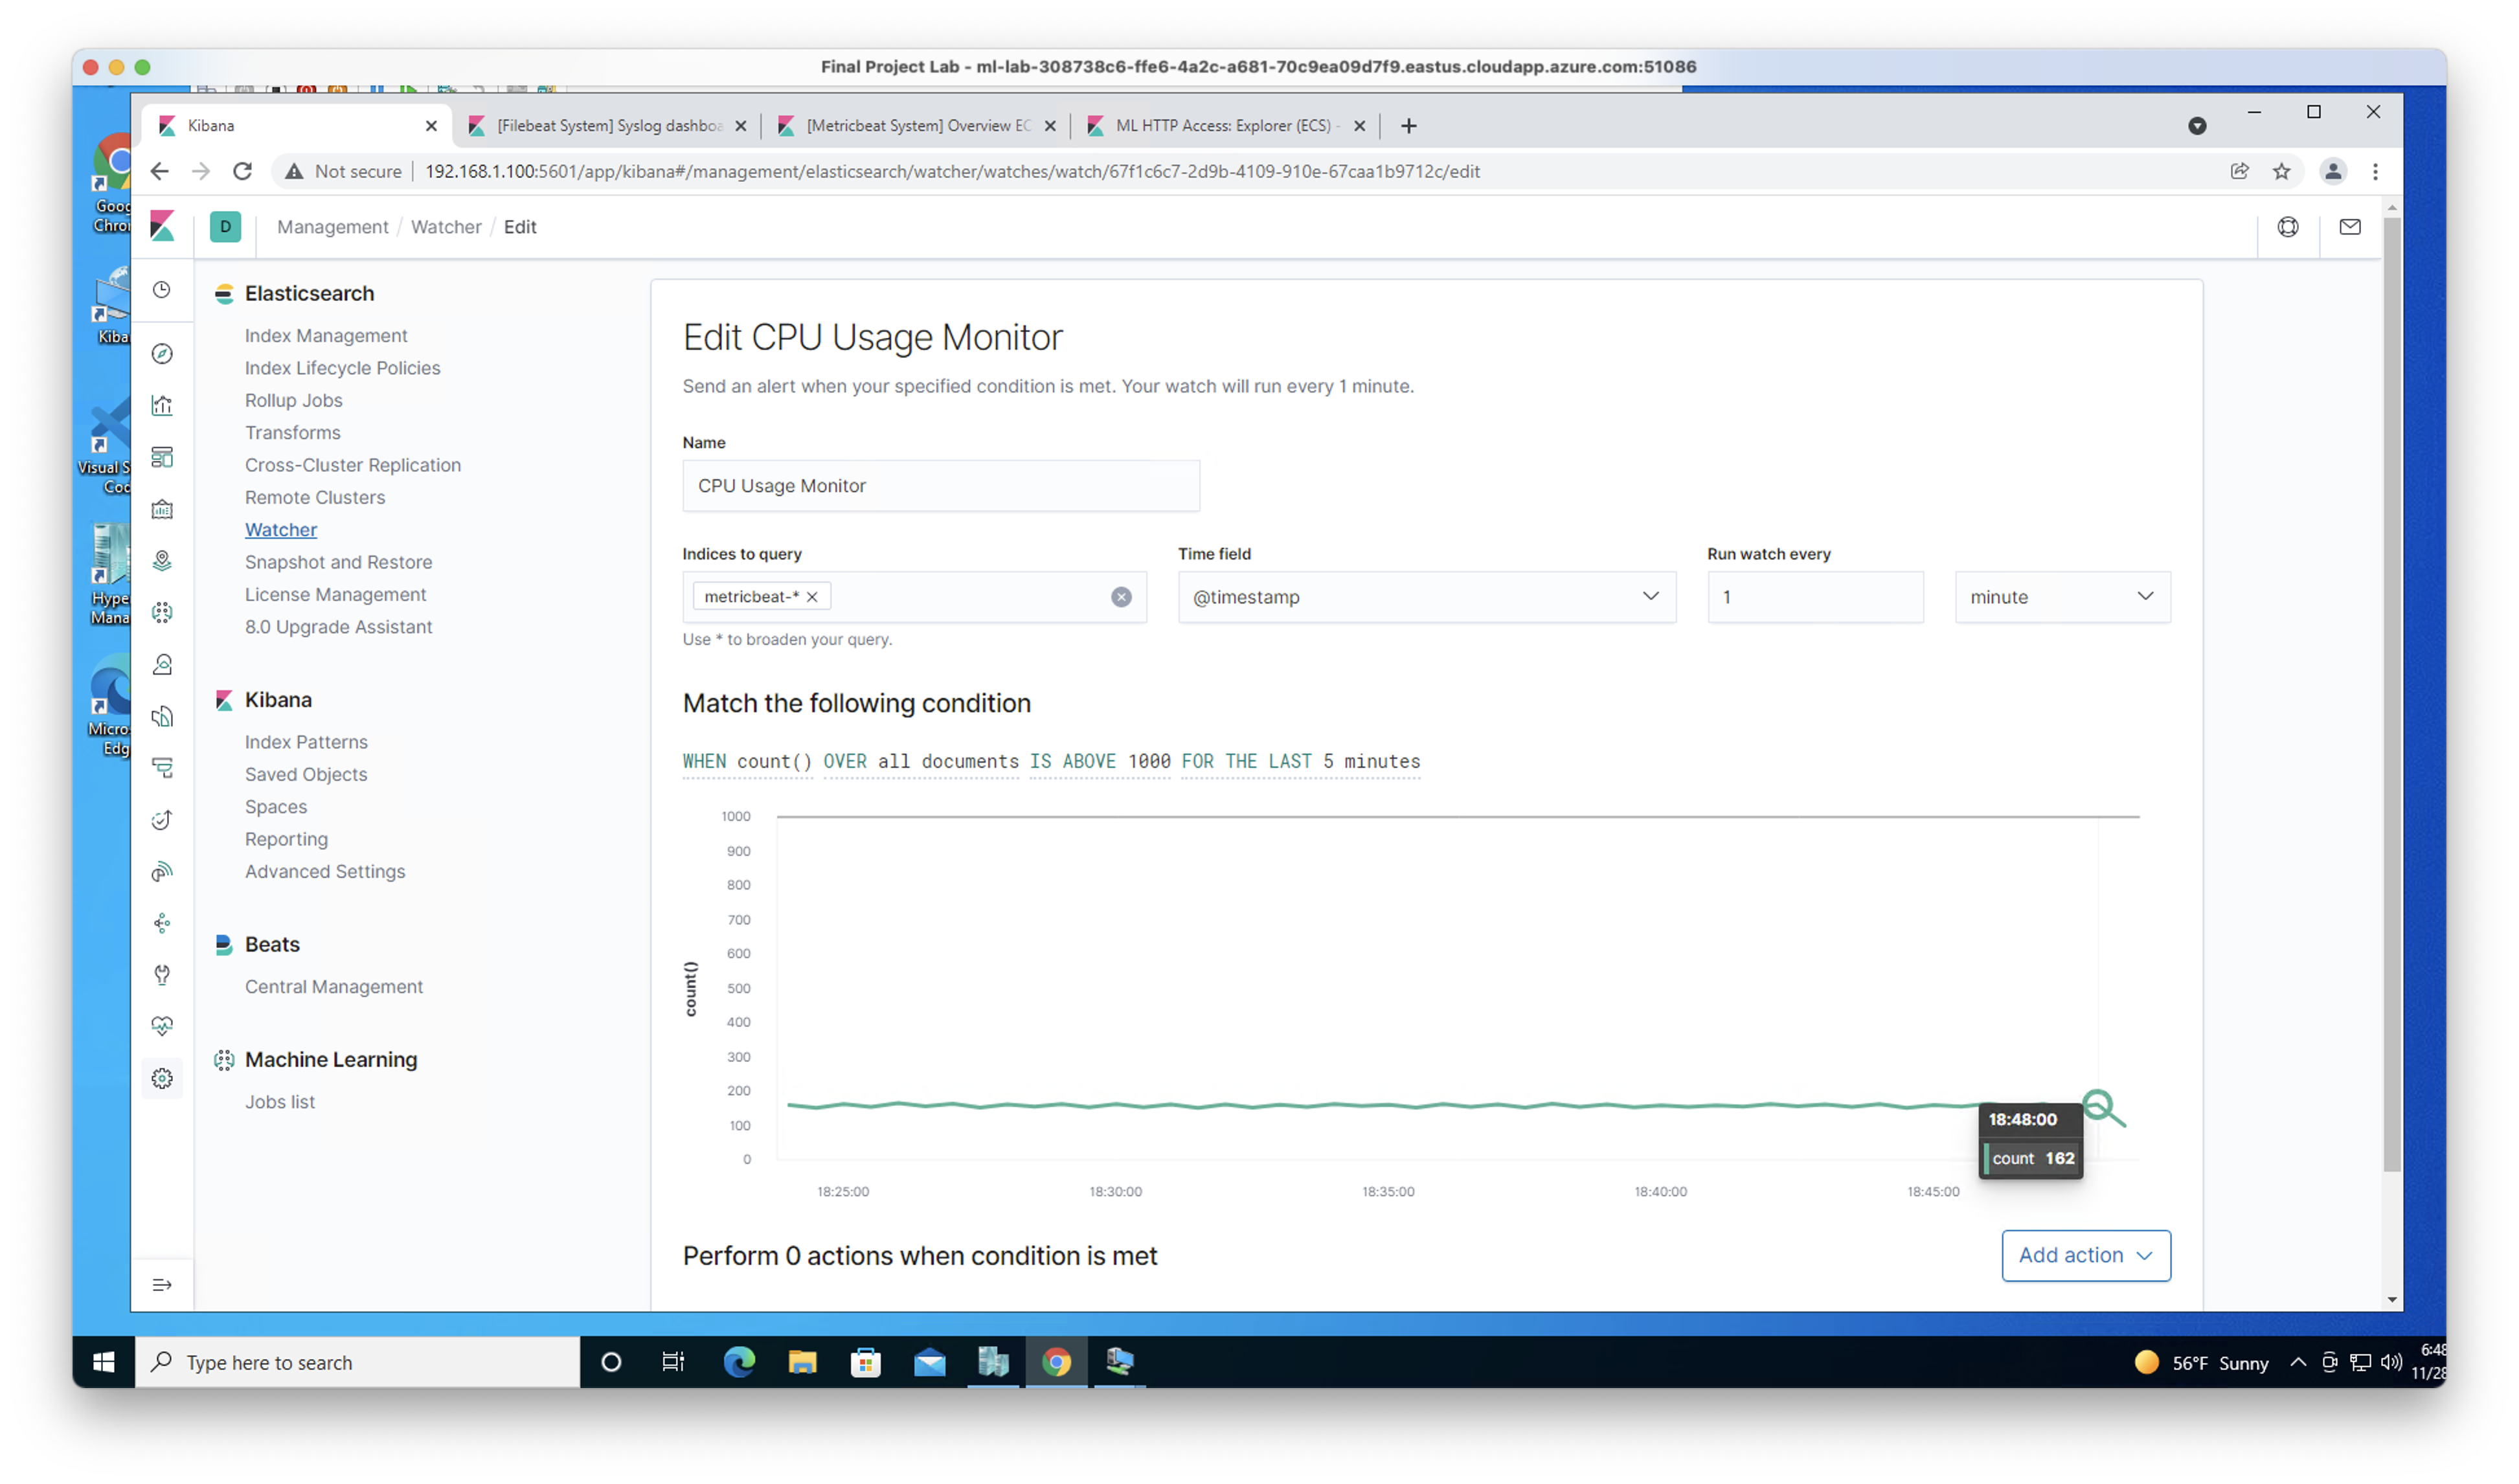 Final Project Lab - ml-lab-308738c6-ffe6-4a2c-a681-70c9ea09d7f9.eastus.cloudapp.azure.com:51086
Kibana
[Filebeat System] Syslog dashboa
[Metricbeat System] Overview EC
ML HTTP Access: Explorer (ECS) -
Not secure
192.168.1.100:5601/app/kibana#/management/elasticsearch/watcher/watches/watch/67f1c6c7-2d9b-4109-910e-67caa1b9712c/edit
Goog
Chro
Kiba
Visual S
Cod
Hype
Mana
Micro
Edg
D
Management / Watcher / Edit
Elasticsearch
Index Management
Index Lifecycle Policies
Rollup Jobs
Transforms
Cross-Cluster Replication
Remote Clusters
Watcher
Snapshot and Restore
License Management
8.0 Upgrade Assistant
Kibana
Index Patterns
Saved Objects
Spaces
Reporting
Advanced Settings
Beats
Central Management
Machine Learning
Jobs list
Edit CPU Usage Monitor
Send an alert when your specified condition is met. Your watch will run every 1 minute.
Name
CPU Usage Monitor
Indices to query
Time field
Run watch every
metricbeat-*
@timestamp
1
minute
Use * to broaden your query.
Match the following condition
WHEN count() OVER all documents IS ABOVE 1000 FOR THE LAST 5 minutes
count()
1000
900
800
700
600
500
400
300
200
100
0
18:25:00
18:30:00
18:35:00
18:40:00
18:45:00
18:48:00
count 162
Perform 0 actions when condition is met
Add action
Type here to search
56°F Sunny
6:48
11/28